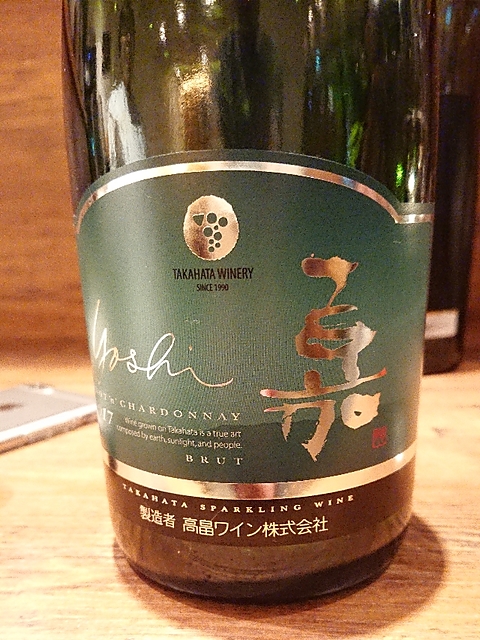 TAKAHATA WINERY
SINCE 1990
嘉
Yoshi
CHARDONNAY
Wine grown on Takahata is a true art
composed by earth, sunlight, and people.
BRUT
TAKAHATA SPARKLING WINE
製造者 高畠ワイン株式会社